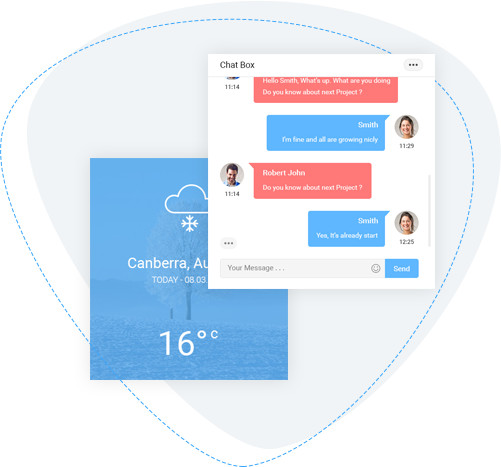 Chat Box
Hello Smith, What's up. What are you doing
Do you know about next Project ?
11:14
Smith
I'm fine and all are growing nicly
11:29
Robert John
Do you know about next Project ?
11:14
Smith
Yes, It's already start
12:25
Your Message . . .
Send
Canberra, Au
TODAY - 08.03
16°c